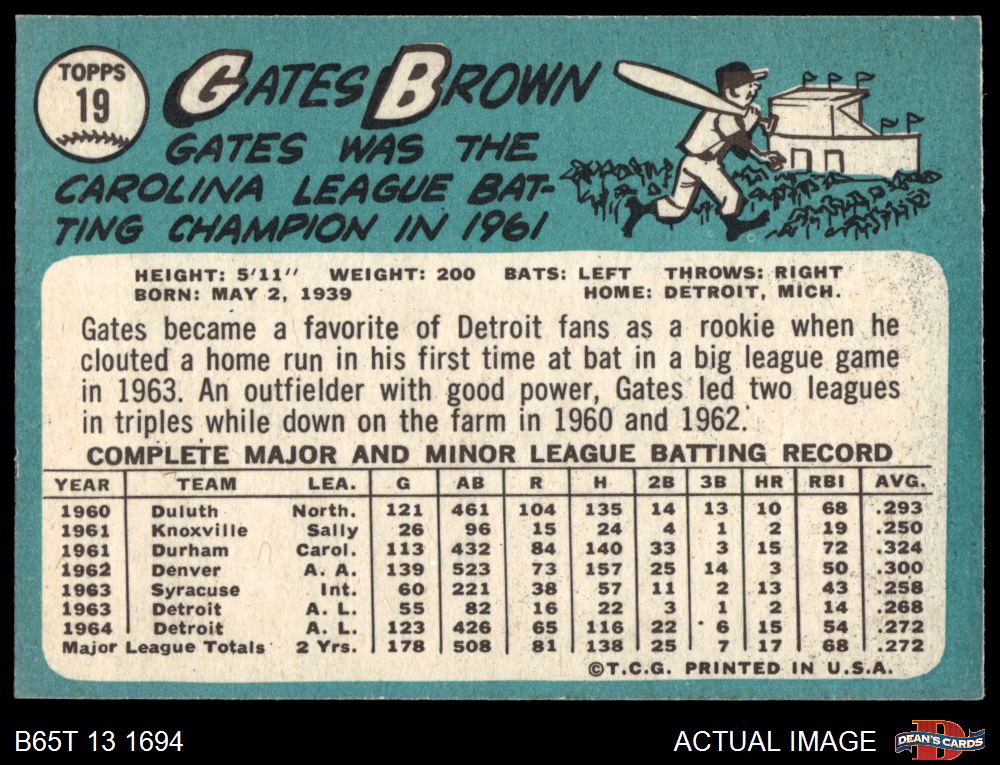 TOPPS
19
GATES BROWN
GATES WAS THE
CAROLINA LEAGUE BAT-
TING CHAMPION IN 1961
HEIGHT: 5'11" WEIGHT: 200 BATS: LEFT THROWS: RIGHT
BORN: MAY 2, 1939 HOME: DETROIT, MICH.
Gates became a favorite of Detroit fans as a rookie when he
clouted a home run in his first time at bat in a big league game
in 1963. An outfielder with good power, Gates led two leagues
in triples while down on the farm in 1960 and 1962.
COMPLETE MAJOR AND MINOR LEAGUE BATTING RECORD
YEAR TEAM LEA. G AB R H 2B 3B HR RBI AVG.
1960 Duluth North. 121 461 104 135 14 13 10 68 .293
1961 Knoxville Sally 26 96 15 24 4 1 2 19 .250
1961 Durham Carol. 113 432 84 140 33 3 15 72 .324
1962 Denver A. A. 139 523 73 157 25 14 3 50 .300
1963 Syracuse Int. 60 221 38 57 11 2 13 43 .258
1963 Detroit A. L. 55 82 16 22 3 1 2 14 .268
1964 Detroit A. L. 123 426 65 116 22 6 15 54 .272
Major League Totals 2 Yrs. 178 508 81 138 25 7 17 68 .272
©T.C.G. PRINTED IN U.S.A.
B65T 13 1694 ACTUAL IMAGE DEAN'S CARDS